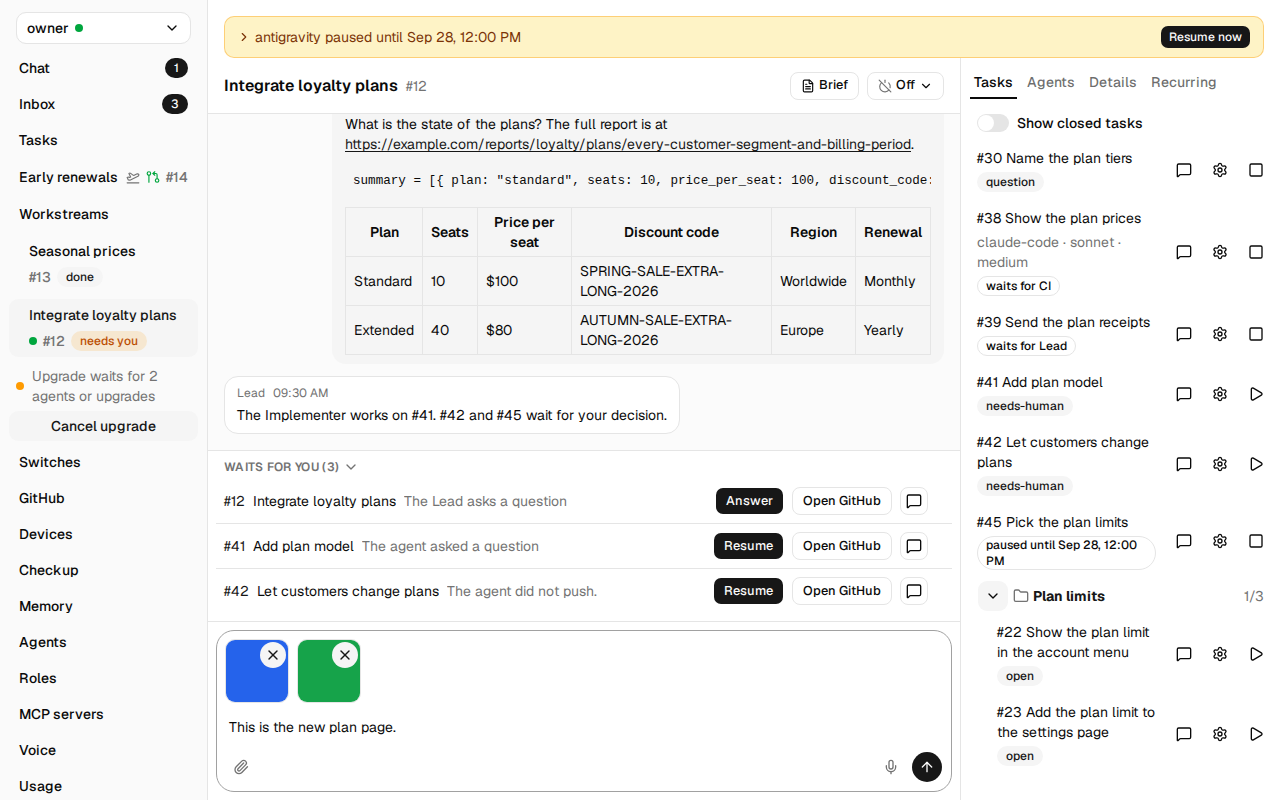 owner
Chat 1
Inbox 3
Tasks
Early renewals #14
Workstreams
Seasonal prices
#13 done
Integrate loyalty plans
#12 needs you
Upgrade waits for 2
agents or upgrades
Cancel upgrade
Switches
GitHub
Devices
Checkup
Memory
Agents
Roles
MCP servers
Voice
Usage
antigravity paused until Sep 28, 12:00 PM
Resume now
Integrate loyalty plans #12
Brief
Off
What is the state of the plans? The full report is at
https://example.com/reports/loyalty/plans/every-customer-segment-and-billing-period.
summary = [{ plan: "standard", seats: 10, price_per_seat: 100, discount_code:
Plan Seats Price per seat Discount code Region Renewal
Standard 10 $100 SPRING-SALE-EXTRA-LONG-2026 Worldwide Monthly
Extended 40 $80 AUTUMN-SALE-EXTRA-LONG-2026 Europe Yearly
Lead 09:30 AM
The Implementer works on #41. #42 and #45 wait for your decision.
WAITS FOR YOU (3)
#12 Integrate loyalty plans The Lead asks a question Answer Open GitHub
#41 Add plan model The agent asked a question Resume Open GitHub
#42 Let customers change plans The agent did not push. Resume Open GitHub
This is the new plan page.
Tasks Agents Details Recurring
Show closed tasks
#30 Name the plan tiers
question
#38 Show the plan prices
claude-code · sonnet ·
medium
waits for CI
#39 Send the plan receipts
waits for Lead
#41 Add plan model
needs-human
#42 Let customers change
plans
needs-human
#45 Pick the plan limits
paused until Sep 28, 12:00
PM
Plan limits 1/3
#22 Show the plan limit
in the account menu
open
#23 Add the plan limit to
the settings page
open